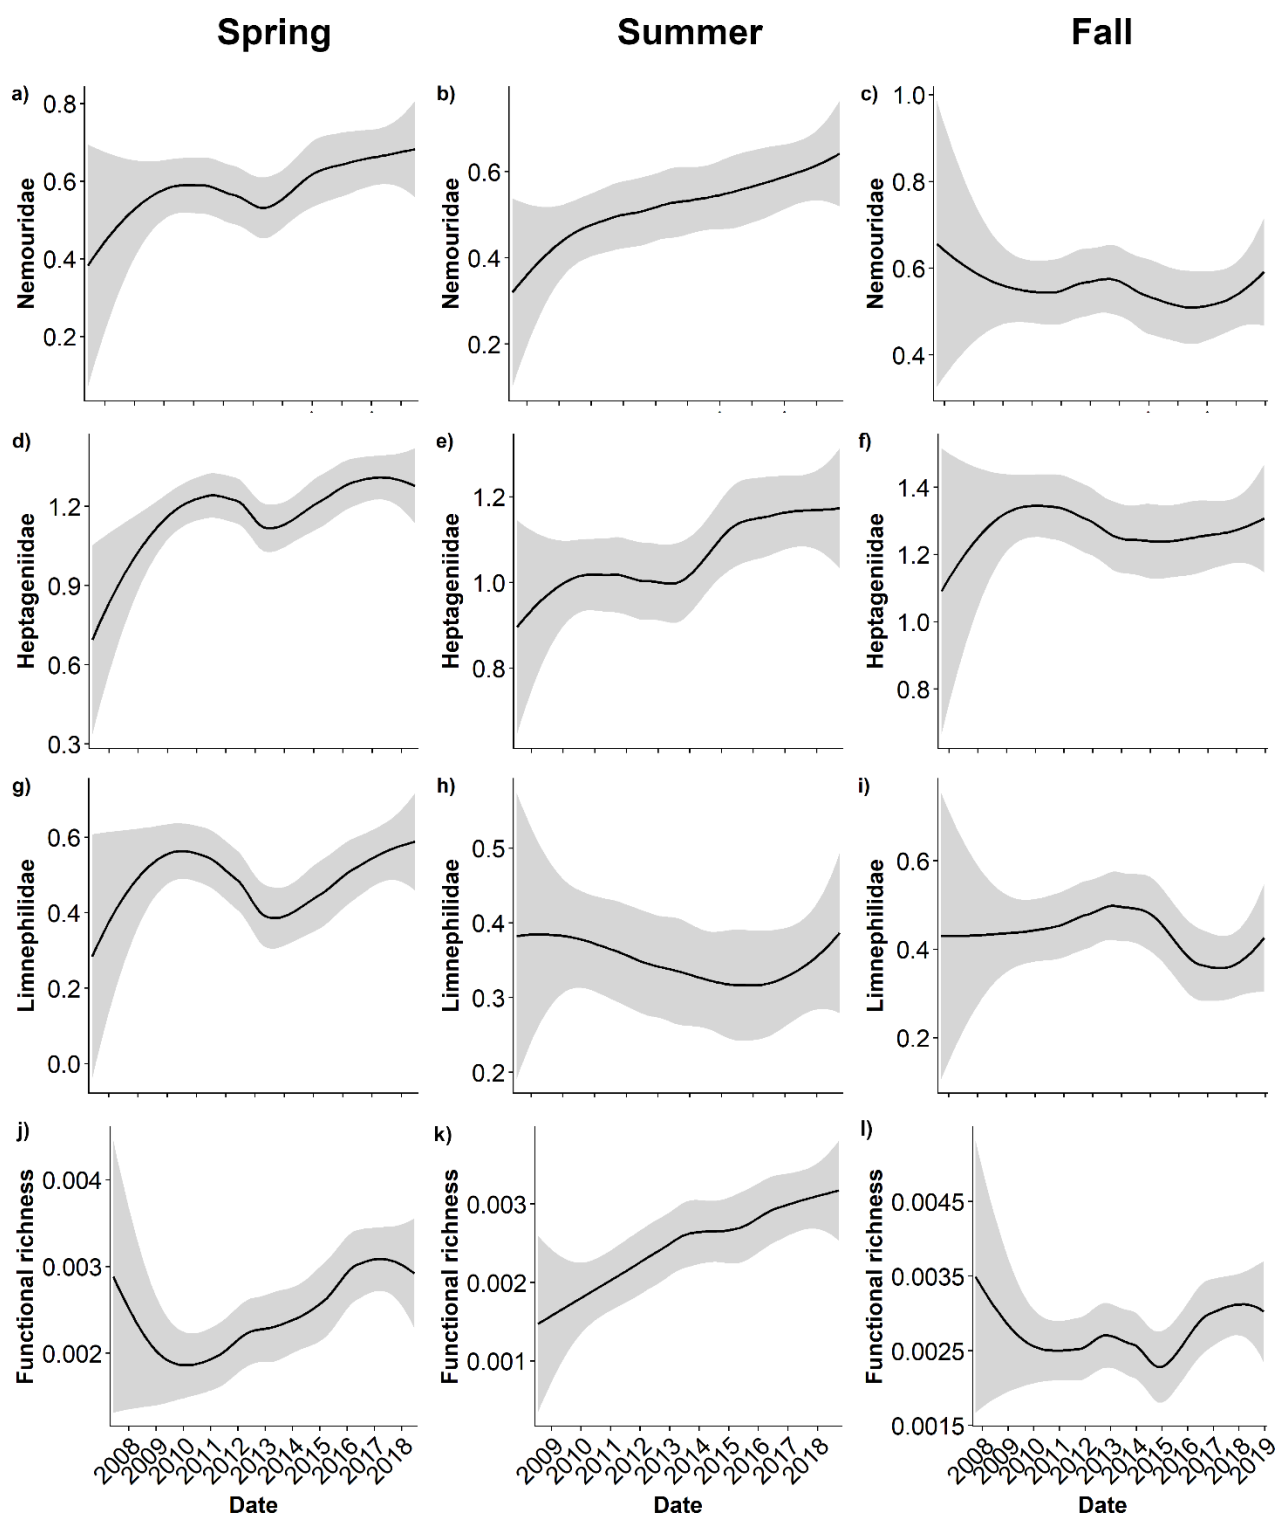 Spring Summer Fall
a) b) c)
Nemouridae
0.8
0.6
0.4
0.2
Nemouridae
0.6
0.4
0.2
Nemouridae
1.0
0.8
0.6
0.4
d) e) f)
Heptageniidae
1.2
0.9
0.6
0.3
Heptageniidae
1.2
1.0
0.8
Heptageniidae
1.4
1.2
1.0
0.8
g) h) i)
Limnephilidae
0.6
0.4
0.2
0.0
Limnephilidae
0.5
0.4
0.3
0.2
Limnephilidae
0.6
0.4
0.2
j) k) l)
Functional richness
0.004
0.003
0.002
Functional richness
0.003
0.002
0.001
Functional richness
0.0045
0.0035
0.0025
0.0015
2008 2009 2010 2011 2012 2013 2014 2015 2016 2017 2018
Date
2009 2010 2011 2012 2013 2014 2015 2016 2017 2018
Date
2008 2009 2010 2011 2012 2013 2014 2015 2016 2017 2018 2019
Date